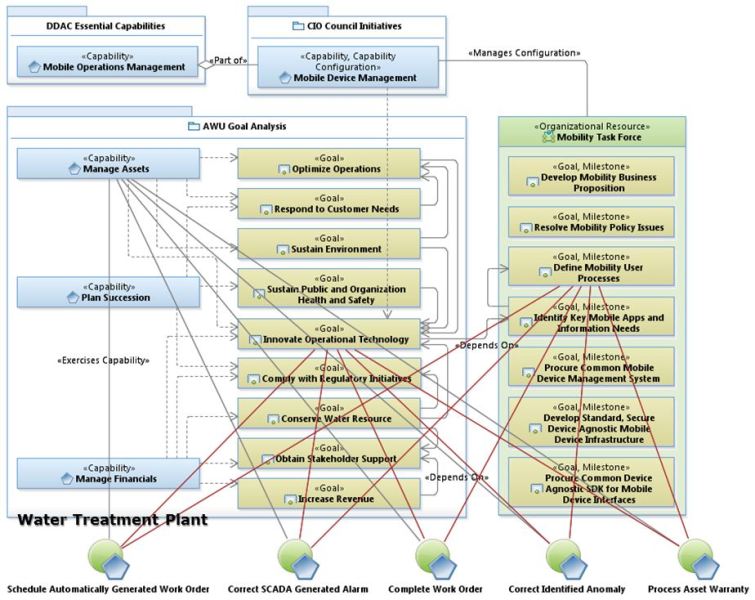 DDAC Essential Capabilities
«Capability»
Mobile Operations Management
«Part of»
CIO Council Initiatives
«Capability, Capability
Configuration»
Mobile Device Management
«Manages Configuration»
AWU Goal Analysis
«Capability»
Manage Assets
«Capability»
Plan Succession
«Exercises Capability»
«Capability»
Manage Financials
«Goal»
Optimize Operations
«Goal»
Respond to Customer Needs
«Goal»
Sustain Environment
«Goal»
Sustain Public and Organization
Health and Safety
«Goal»
Innovate Operational Technology
«Goal»
Comply with Regulatory Initiatives
«Goal»
Conserve Water Resource
«Goal»
Obtain Stakeholder Support
«Goal»
Increase Revenue
«Depends On»
«Depends On»
«Organizational Resource»
Mobility Task Force
«Goal, Milestone»
Develop Mobility Business
Proposition
«Goal, Milestone»
Resolve Mobility Policy Issues
«Goal, Milestone»
Define Mobility User
Processes
«Goal, Milestone»
Identify Key Mobile Apps and
Information Needs
«Goal, Milestone»
Procure Common Mobile
Device Management System
«Goal, Milestone»
Develop Standard, Secure
Device Agnostic Mobile
Device Infrastructure
«Goal, Milestone»
Procure Common Device
Agnostic SDK for Mobile
Device Interfaces
Water Treatment Plant
Schedule Automatically Generated Work Order
Correct SCADA Generated Alarm
Complete Work Order
Correct Identified Anomaly
Process Asset Warranty